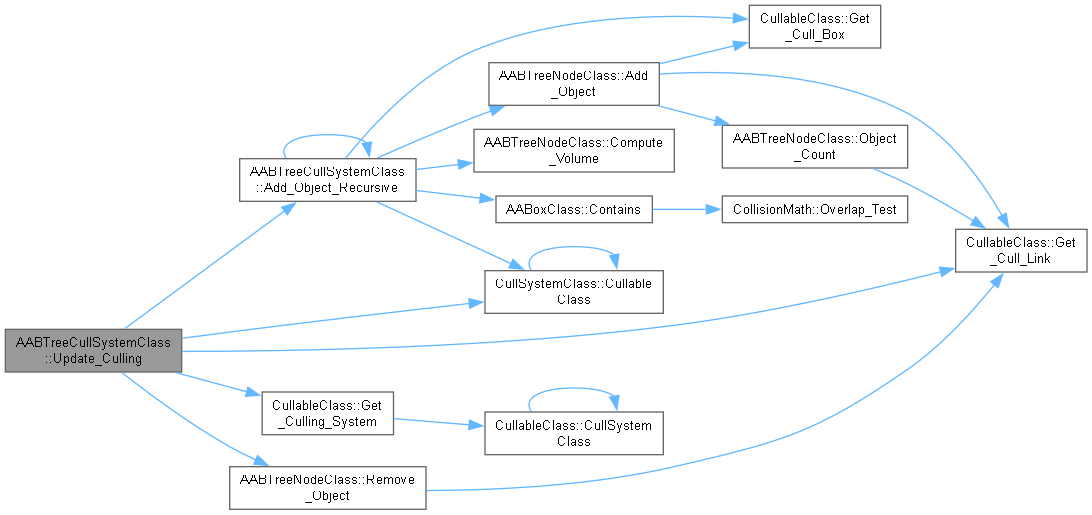 CullableClass::Get
_Cull_Box
AABTreeNodeClass::Add
_Object
AABTreeNodeClass::Object
_Count
AABTreeNodeClass::Compute
_Volume
AABTreeCullSystemClass
::Add_Object_Recursive
AABoxClass::Contains
CollisionMath::Overlap_Test
CullableClass::Get
_Cull_Link
CullSystemClass::Cullable
Class
AABTreeCullSystemClass
::Update_Culling
CullableClass::Get
_Culling_System
CullableClass::CullSystem
Class
AABTreeNodeClass::Remove
_Object